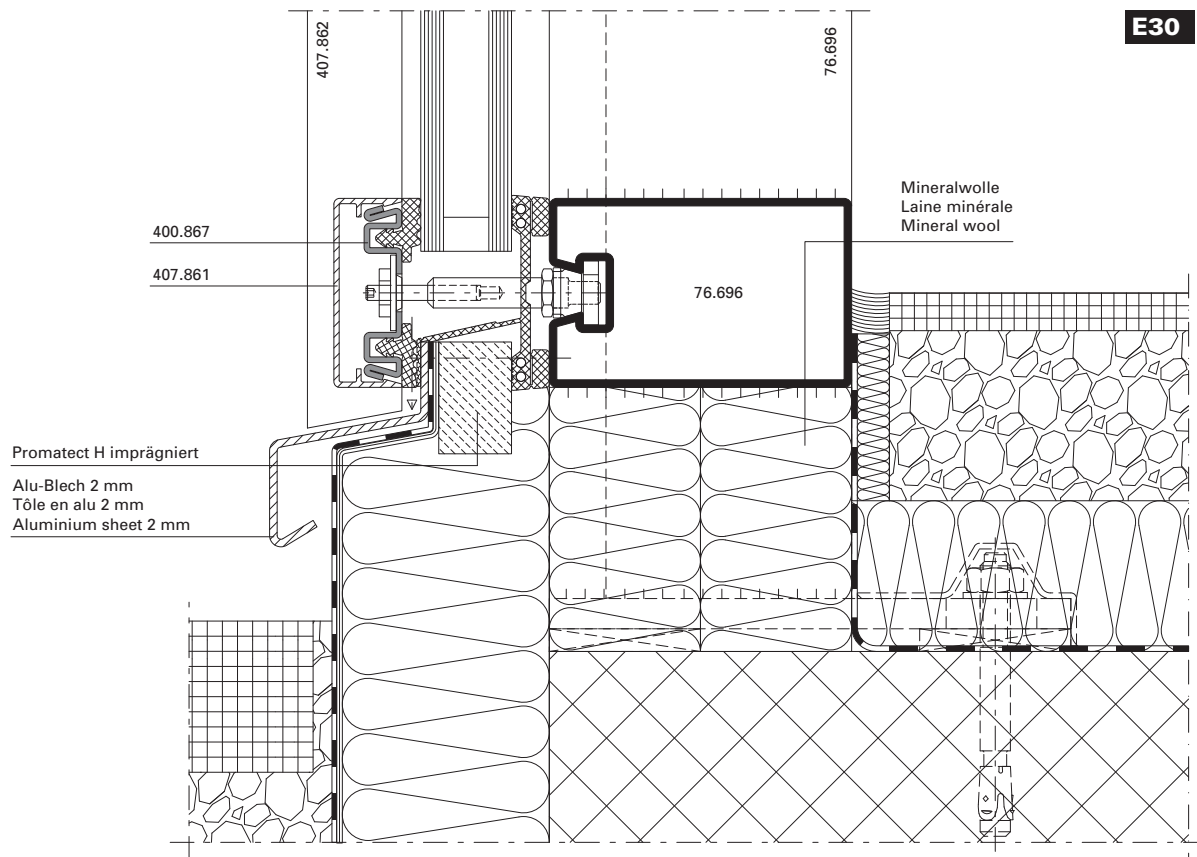 E30
407.862
76.696
Mineralwolle
Laine minérale
Mineral wool
400.867
407.861
76.696
Promatect H imprägniert
Alu-Blech 2 mm
Tôle en alu 2 mm
Aluminium sheet 2 mm